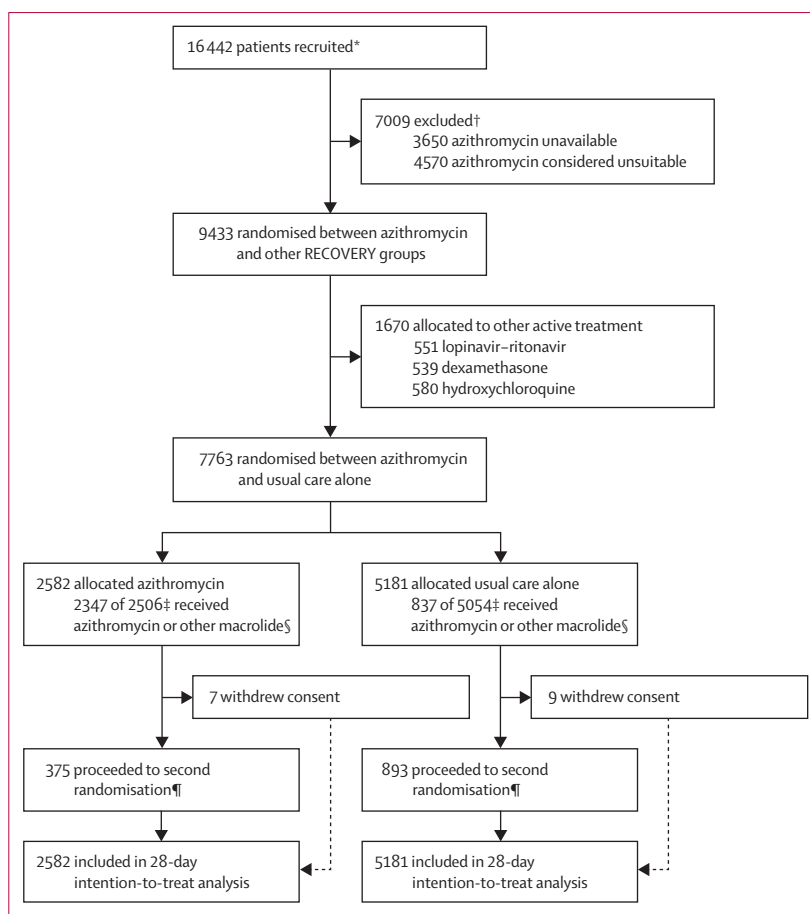 16 442 patients recruited*
7009 excluded†
3650 azithromycin unavailable
4570 azithromycin considered unsuitable
9433 randomised between azithromycin
and other RECOVERY groups
1670 allocated to other active treatment
551 lopinavir–ritonavir
539 dexamethasone
580 hydroxychloroquine
7763 randomised between azithromycin
and usual care alone
2582 allocated azithromycin
2347 of 2506‡ received
azithromycin or other macrolide§
5181 allocated usual care alone
837 of 5054‡ received
azithromycin or other macrolide§
7 withdrew consent
9 withdrew consent
375 proceeded to second
randomisation¶
893 proceeded to second
randomisation¶
2582 included in 28-day
intention-to-treat analysis
5181 included in 28-day
intention-to-treat analysis